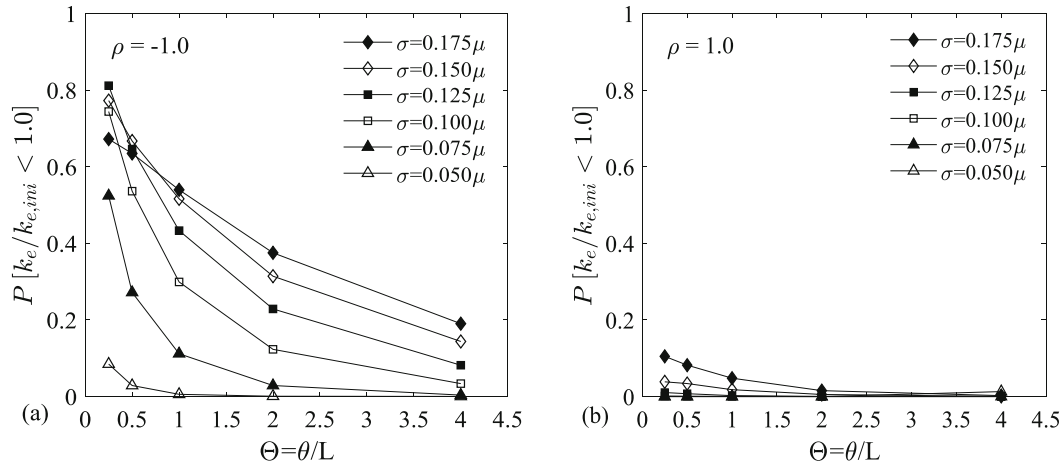 1
0.8
0.6
0.4
0.2
0
P [k_e/k_{e,ini} < 1.0]
ρ = -1.0
σ=0.175μ
σ=0.150μ
σ=0.125μ
σ=0.100μ
σ=0.075μ
σ=0.050μ
(a)
0 0.5 1 1.5 2 2.5 3 3.5 4 4.5
Θ=θ/L
1
0.8
0.6
0.4
0.2
0
P [k_e/k_{e,ini} < 1.0]
ρ = 1.0
σ=0.175μ
σ=0.150μ
σ=0.125μ
σ=0.100μ
σ=0.075μ
σ=0.050μ
(b)
0 0.5 1 1.5 2 2.5 3 3.5 4 4.5
Θ=θ/L